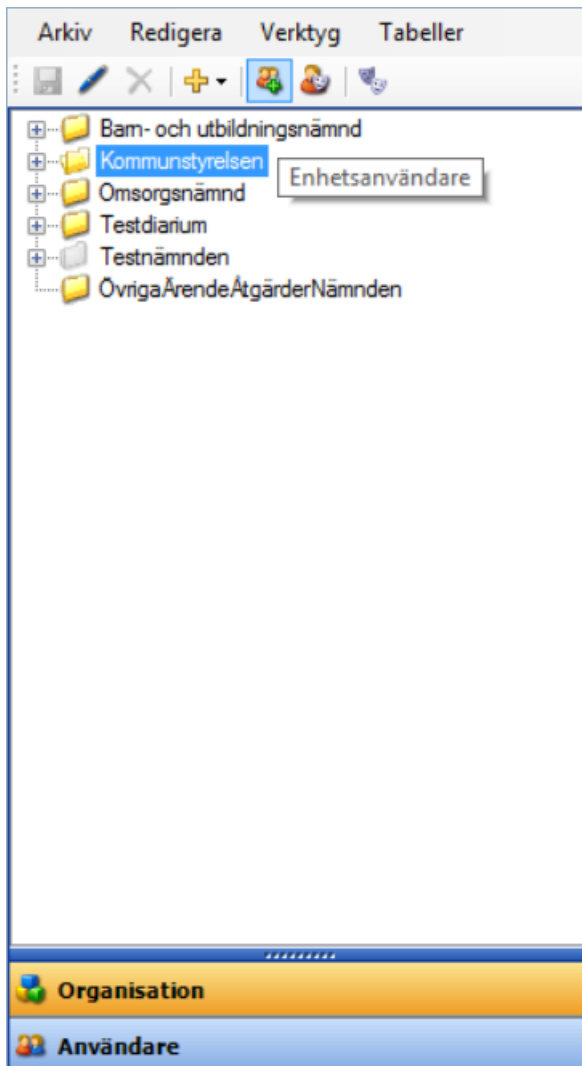 Arkiv Redigera Verktyg Tabeller
Barn- och utbildningsnämnd
Kommunstyrelsen
Enhetsanvändare
Omsorgsnämnd
Testdiarium
Testnämnden
ÖvrigaÄrendeÅtgärderNämnden
Organisation
Användare